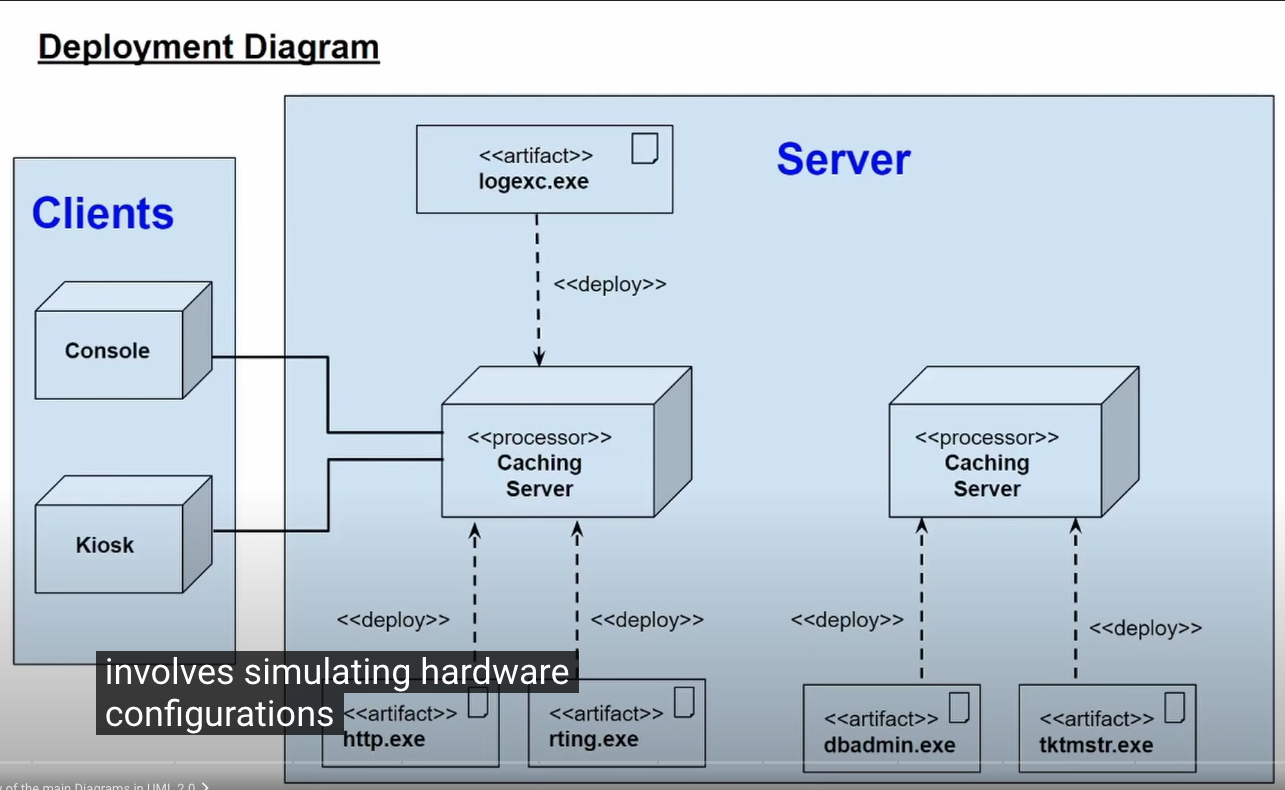 Deployment Diagram
<<artifact>>
logexc.exe
Server
Clients
<<deploy>>
Console
<<processor>>
Caching
Server
<<processor>>
Caching
Server
Kiosk
<<deploy>>
<<deploy>>
<<deploy>>
<<deploy>>
involves simulating hardware
configurations
<<artifact>>
http.exe
<<artifact>>
rting.exe
<<artifact>>
dbadmin.exe
<<artifact>>
tktmstr.exe
of the main Diagrams in UML 2.0